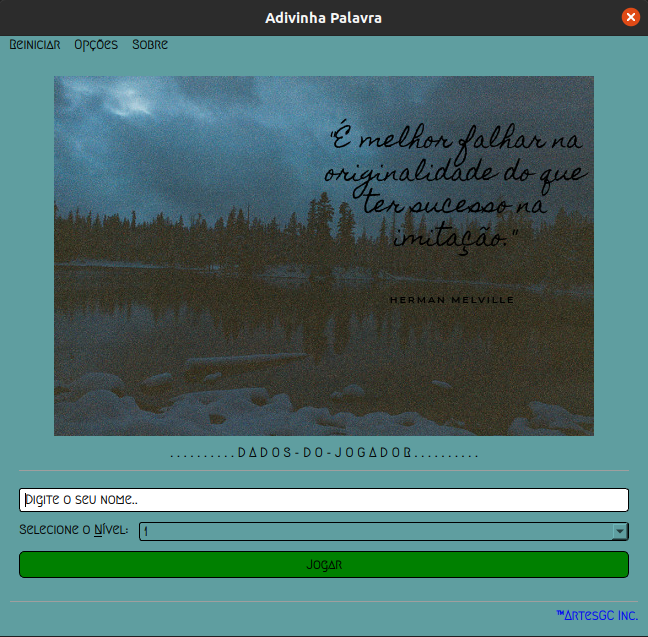 Adivinha Palavra
Reiniciar Opções Sobre
"É melhor falhar na
originalidade do que
ter sucesso na
imitação."
HERMAN MELVILLE
..........DADOS-DO-JOGADOR..........
Digite o seu nome..
Selecione o Nível: 1
Jogar
™ArtesGC Inc.